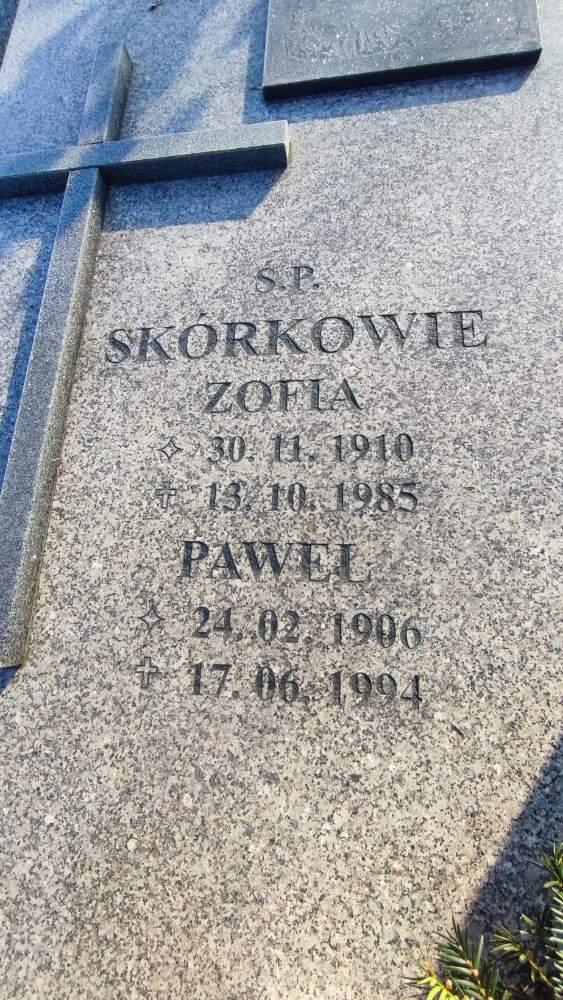 Ś.P.
SKÓRKOWIE
ZOFIA
30. 11. 1910
13. 10. 1985
PAWEŁ
24. 02. 1906
17. 06. 1994